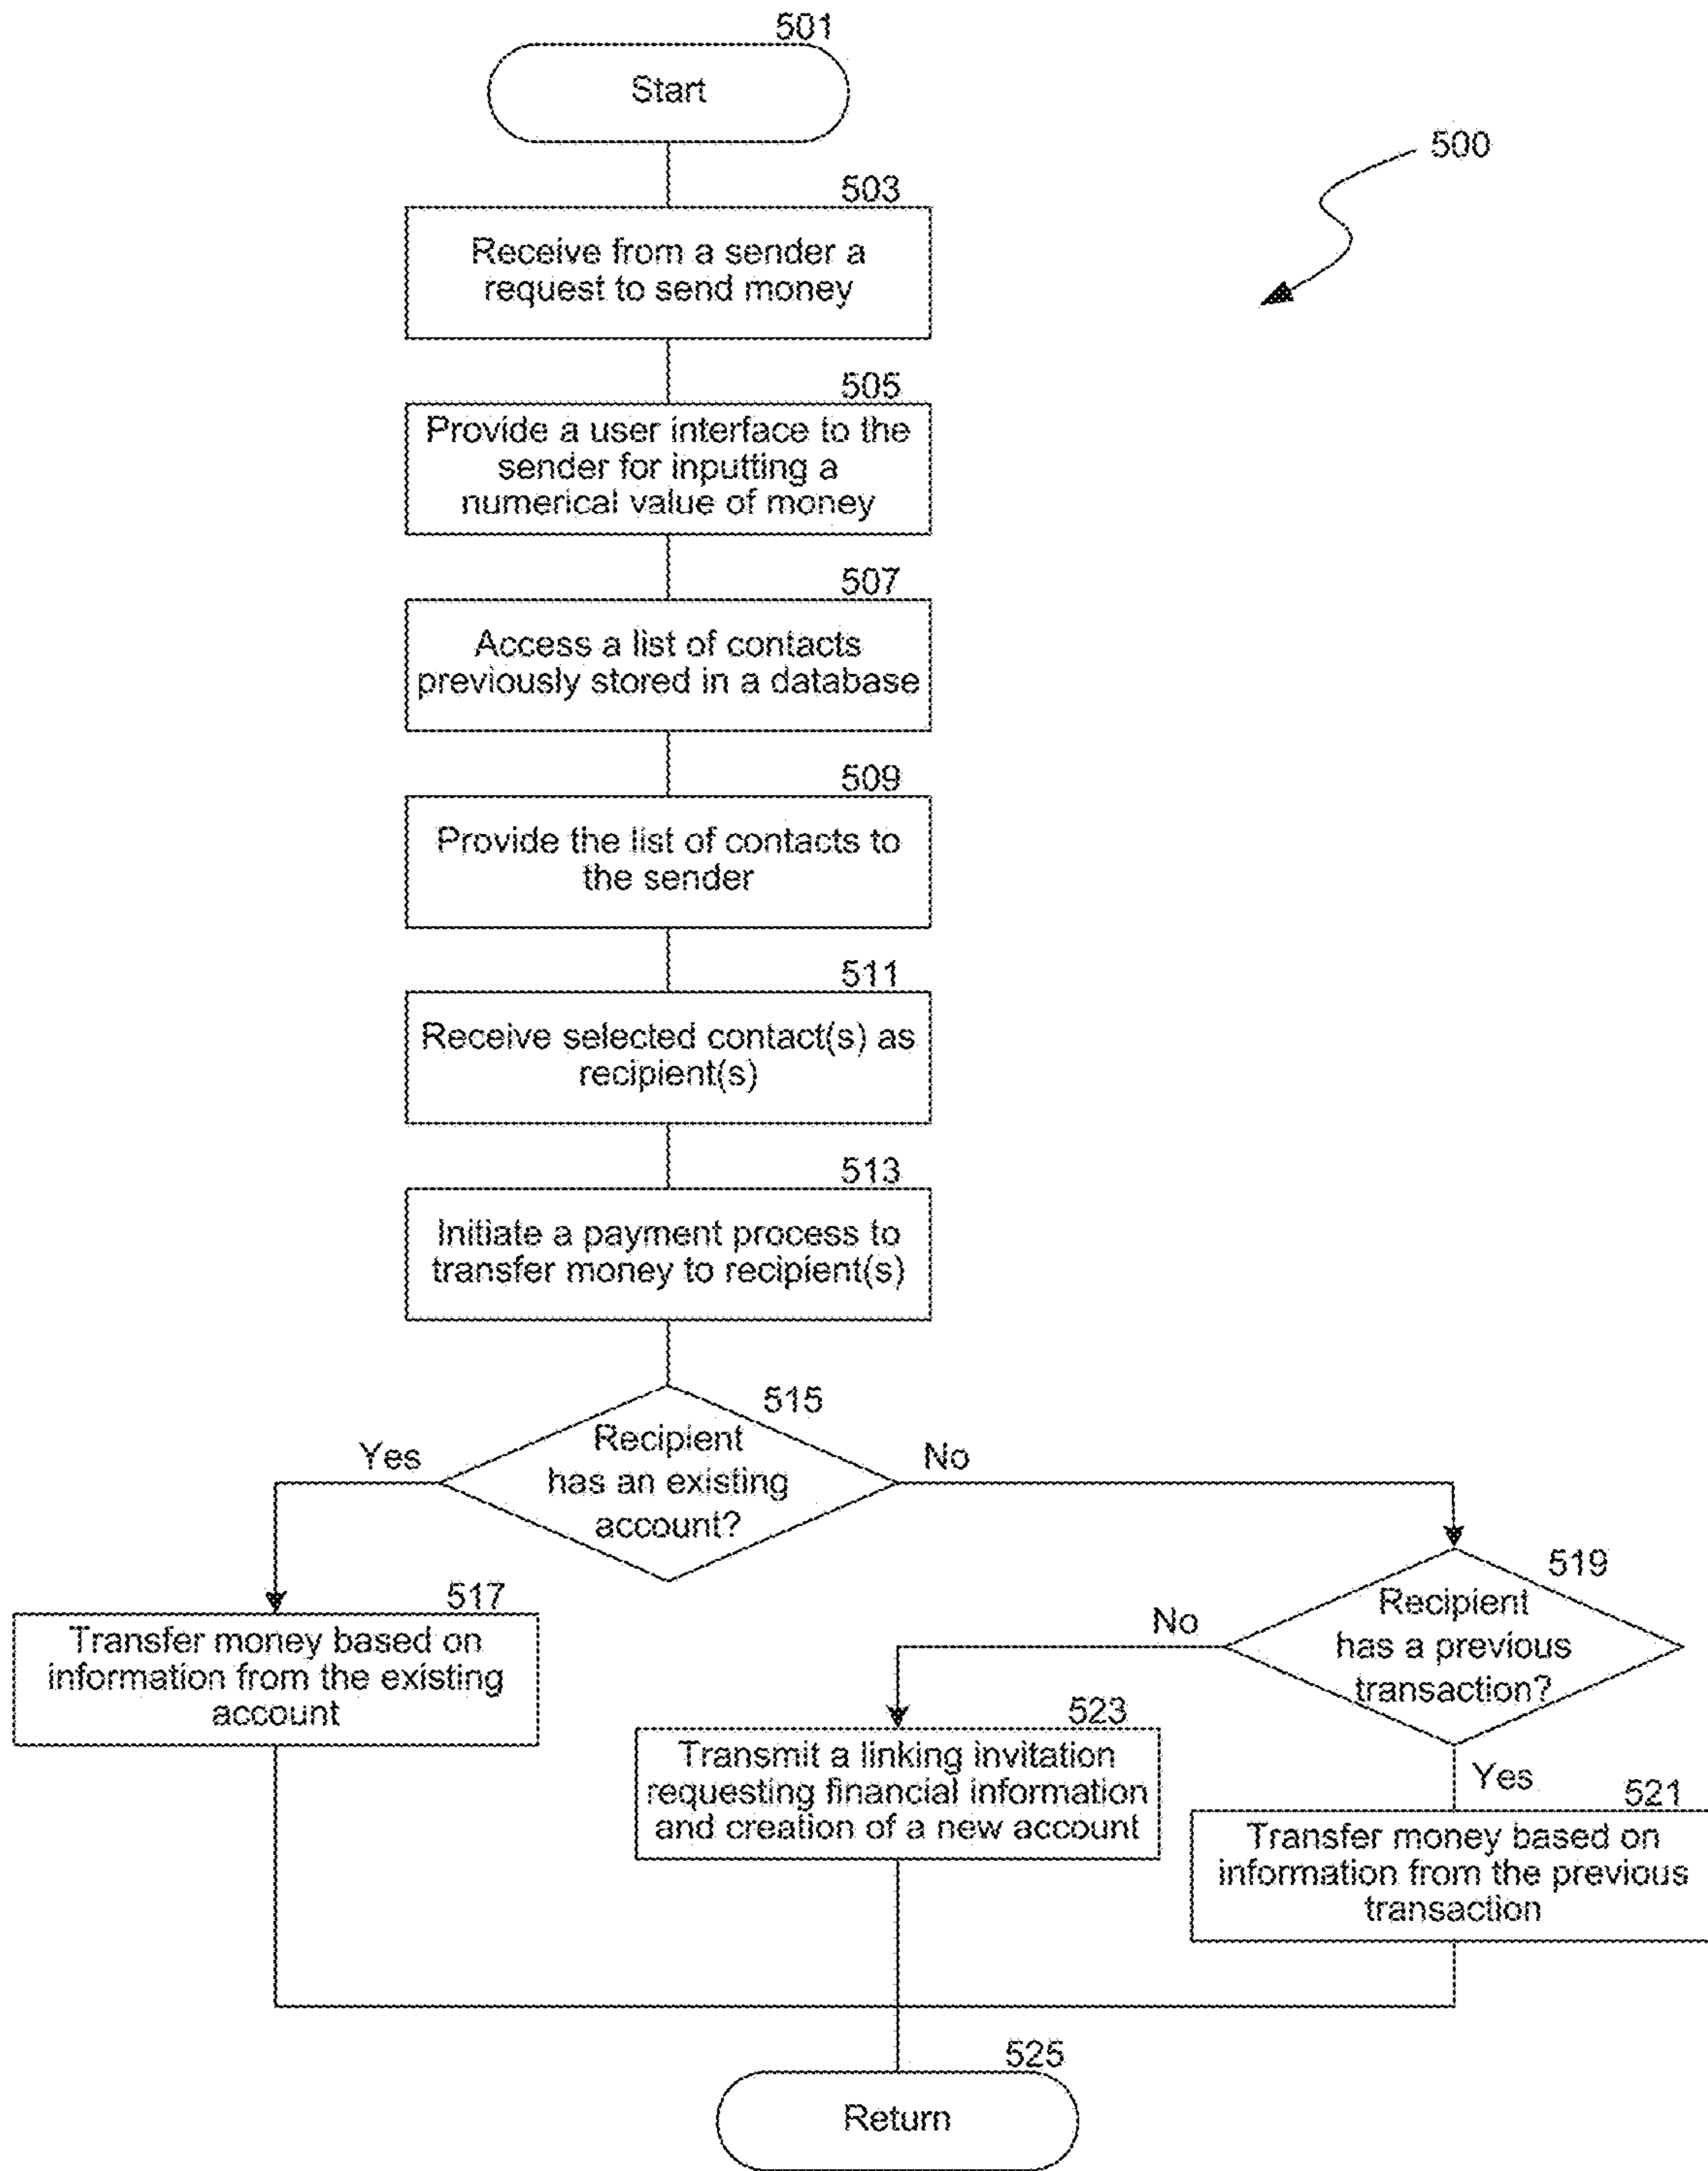 501
Start
500
503
Receive from a sender a
request to send money
505
Provide a user interface to the
sender for inputting a
numerical value of money
507
Access a list of contacts
previously stored in a database
509
Provide the list of contacts to
the sender
511
Receive selected contact(s) as
recipient(s)
513
Initiate a payment process to
transfer money to recipient(s)
515
Recipient
has an existing
account?
Yes
No
517
Transfer money based on
information from the existing
account
519
Recipient
has a previous
transaction?
No
Yes
523
Transmit a linking invitation
requesting financial information
and creation of a new account
521
Transfer money based on
information from the previous
transaction
525
Return